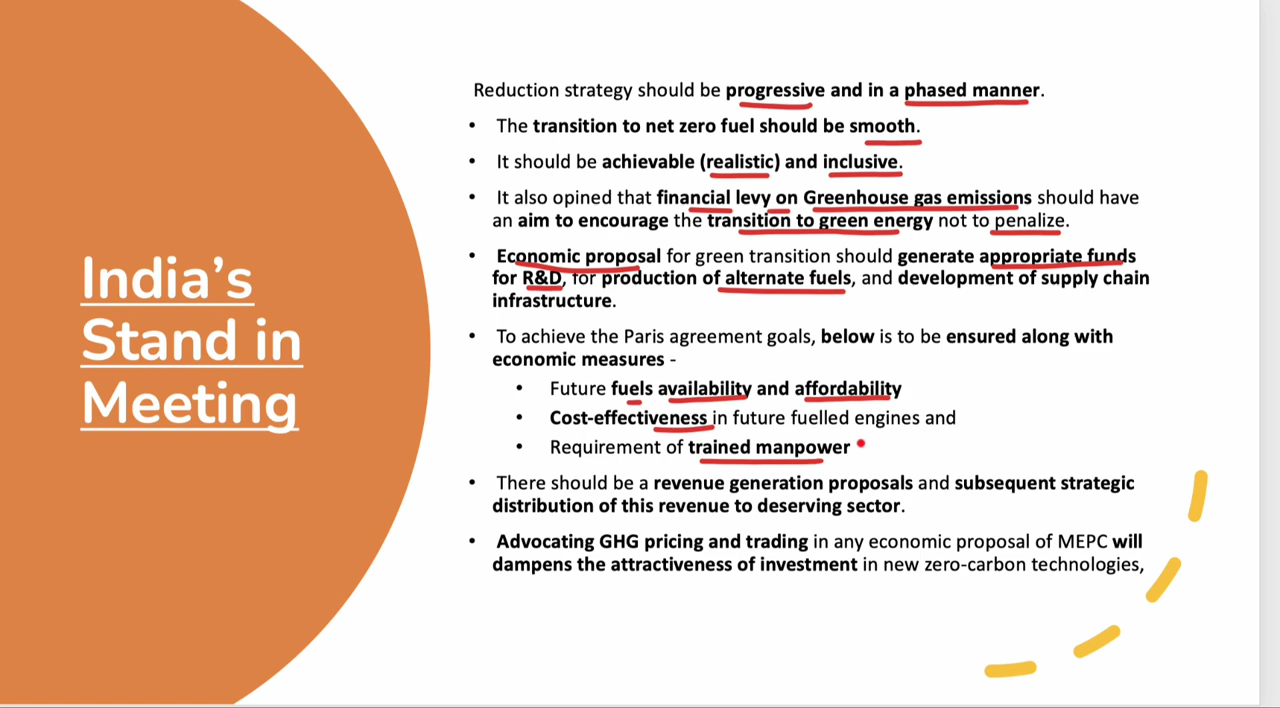 India's
Stand in
Meeting
Reduction strategy should be progressive and in a phased manner.
• The transition to net zero fuel should be smooth.
• It should be achievable (realistic) and inclusive.
• It also opined that financial levy on Greenhouse gas emissions should have
an aim to encourage the transition to green energy not to penalize.
• Economic proposal for green transition should generate appropriate funds
for R&D, for production of alternate fuels, and development of supply chain
infrastructure.
• To achieve the Paris agreement goals, below is to be ensured along with
economic measures -
• Future fuels availability and affordability
• Cost-effectiveness in future fuelled engines and
• Requirement of trained manpower
• There should be a revenue generation proposals and subsequent strategic
distribution of this revenue to deserving sector.
• Advocating GHG pricing and trading in any economic proposal of MEPC will
dampens the attractiveness of investment in new zero-carbon technologies,